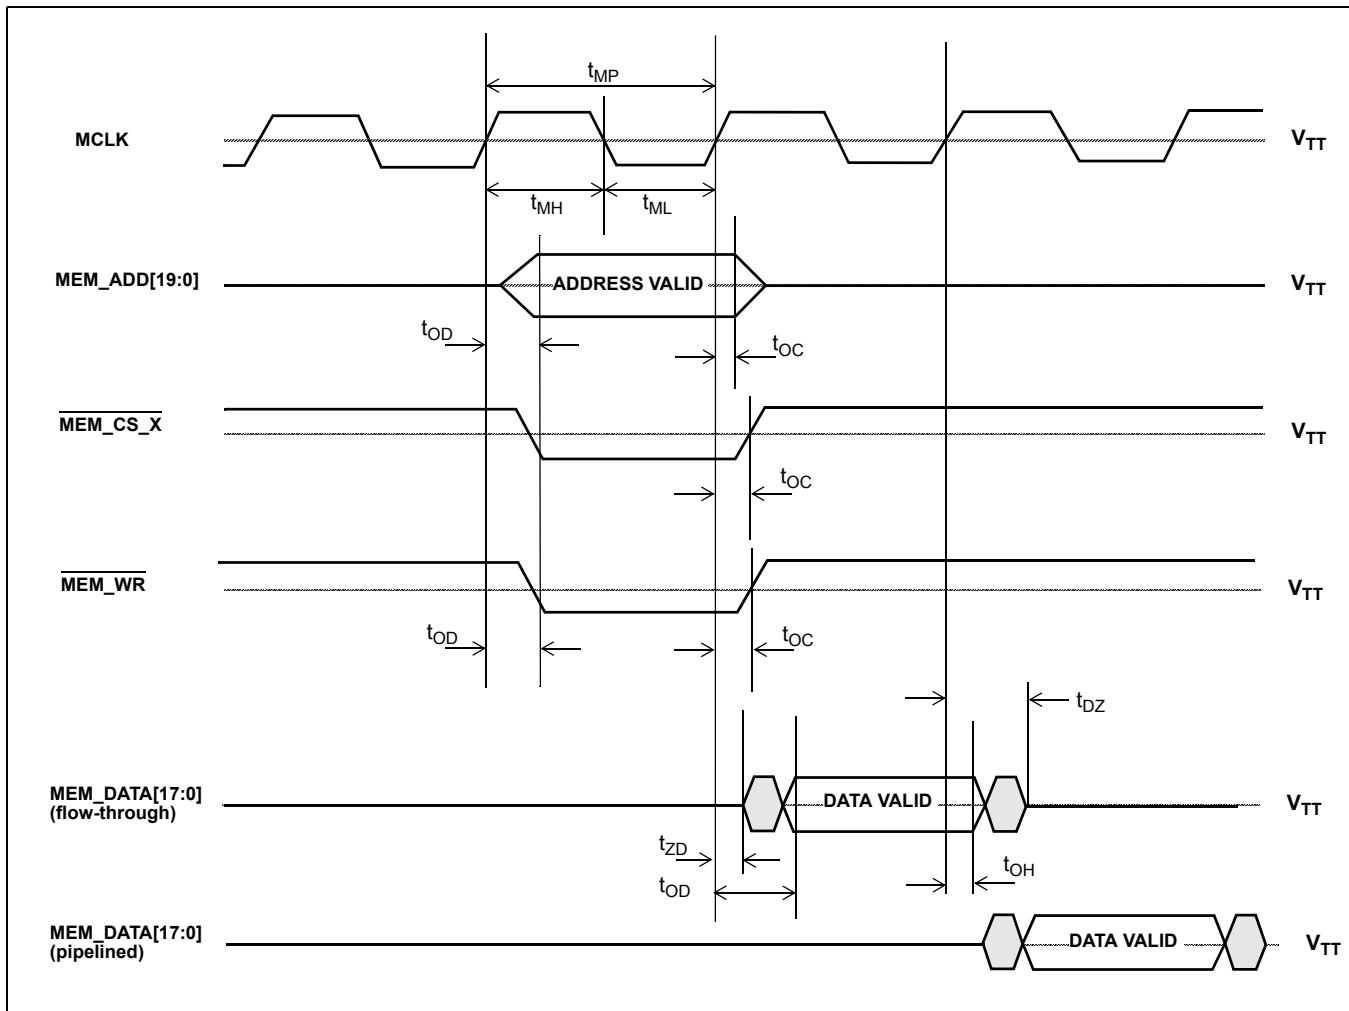 tMP
MCLK
VTT
tMH
tML
MEM_ADD[19:0]
ADDRESS VALID
VTT
tOD
tOC
MEM_CS_X
VTT
tOC
MEM_WR
VTT
tOD
tOC
tDZ
MEM_DATA[17:0]
(flow-through)
DATA VALID
VTT
tZD
tOH
tOD
MEM_DATA[17:0]
(pipelined)
DATA VALID
VTT